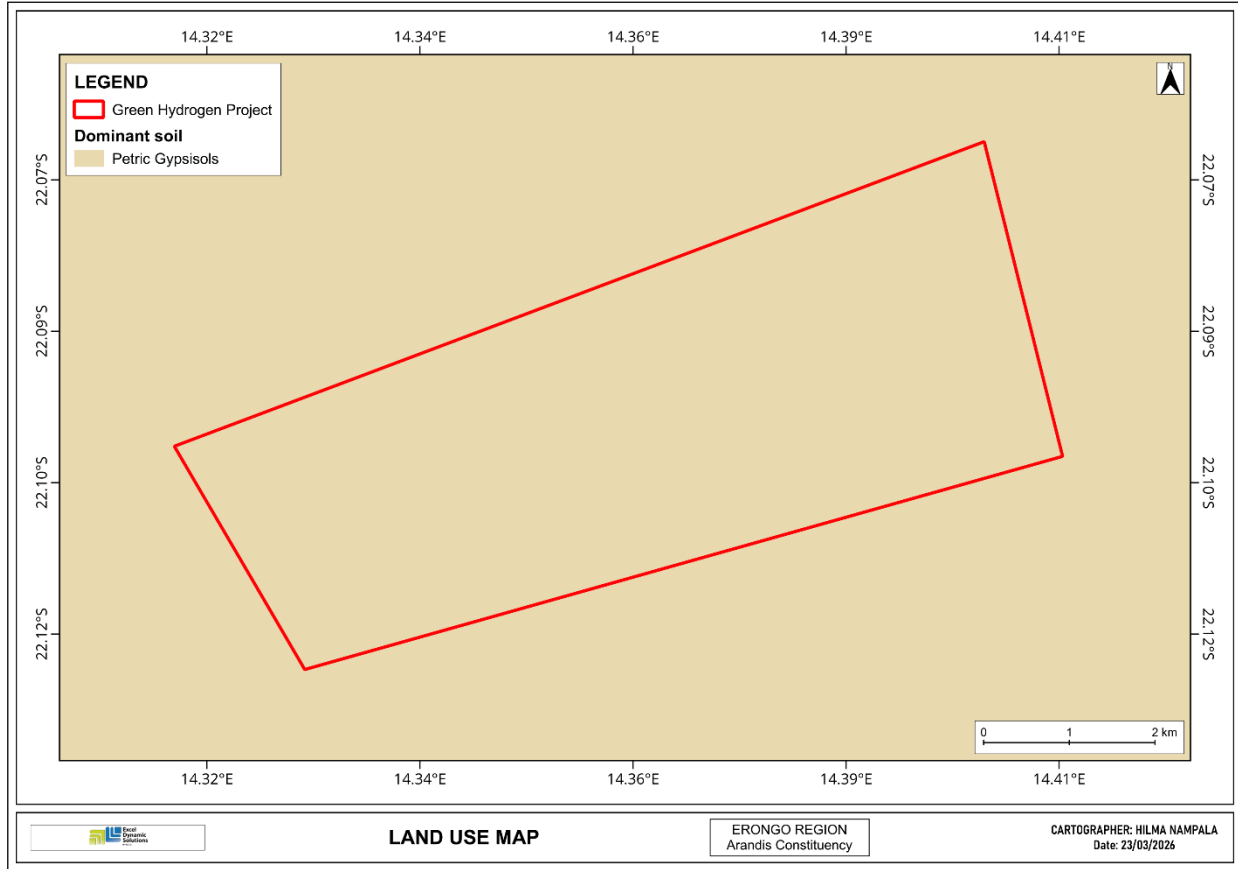 14.32°E 14.34°E 14.36°E 14.39°E 14.41°E
LEGEND
Green Hydrogen Project
Dominant soil
Petric Gypsisols
N
22.07°S 22.07°S
22.09°S 22.09°S
22.10°S 22.10°S
22.12°S 22.12°S
0 1 2 km
14.32°E 14.34°E 14.36°E 14.39°E 14.41°E
Excel
Dynamic
Solutions
LAND USE MAP
ERONGO REGION
Arandis Constituency
CARTOGRAPHER: HILMA NAMPALA
Date: 23/03/2026